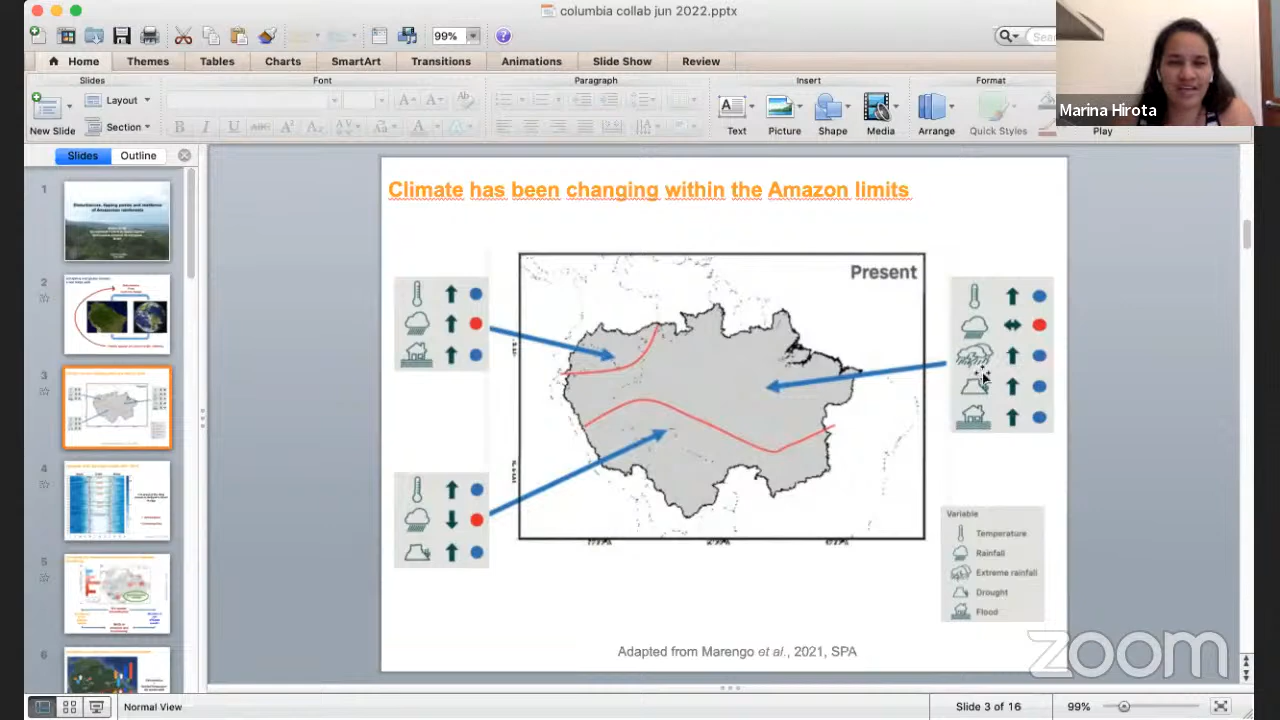 columbia collab jun 2022.pptx
99%
Home Themes Tables Charts SmartArt Transitions Animations Slide Show Review
Slides Font Paragraph Insert Format
New Slide Layout Section Text Picture Shape Media Arrange Quick Styles Play
Marina Hirota
Slides Outline
1
2
3
4
5
6
Climate has been changing within the Amazon limits
Present
Variable
Temperature
Rainfall
Extreme rainfall
Drought
Flood
Adapted from Marengo et al., 2021, SPA
zoom
Normal View Slide 3 of 16 99%